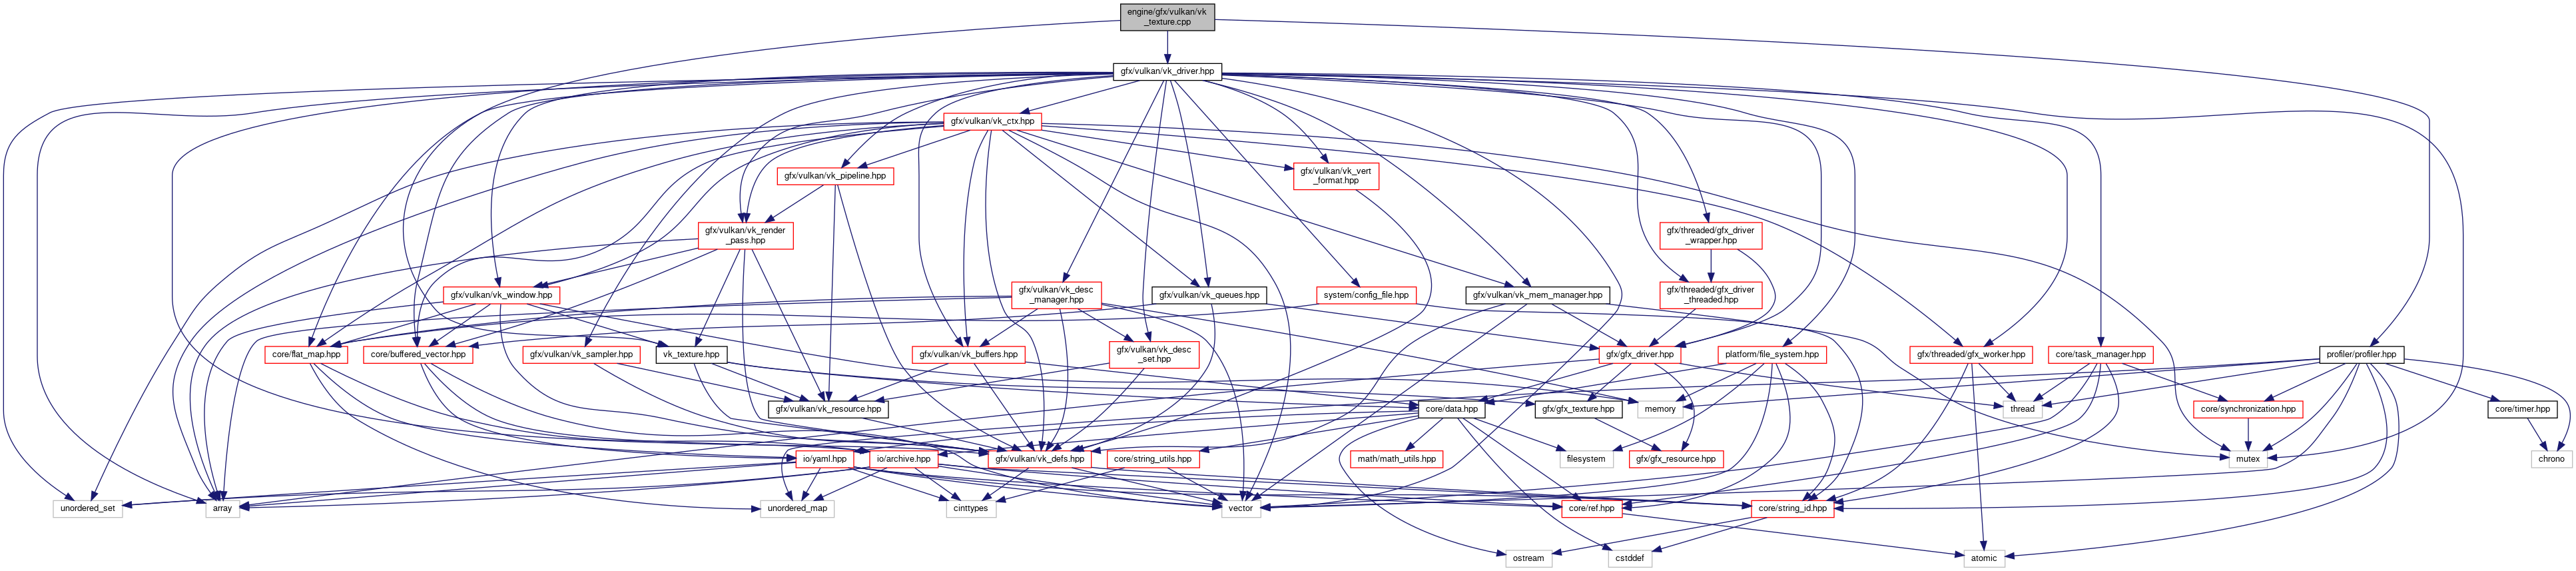 engine/gfx/vulkan/vk
_texture.cpp
gfx/vulkan/vk_driver.hpp
gfx/vulkan/vk_ctx.hpp
gfx/vulkan/vk_pipeline.hpp
gfx/vulkan/vk_vert
_format.hpp
gfx/vulkan/vk_render
_pass.hpp
gfx/threaded/gfx_driver
_wrapper.hpp
gfx/vulkan/vk_window.hpp
gfx/vulkan/vk_desc
_manager.hpp
gfx/vulkan/vk_queues.hpp
system/config_file.hpp
gfx/vulkan/vk_mem_manager.hpp
gfx/threaded/gfx_driver
_threaded.hpp
core/flat_map.hpp
core/buffered_vector.hpp
gfx/vulkan/vk_sampler.hpp
vk_texture.hpp
gfx/vulkan/vk_buffers.hpp
gfx/vulkan/vk_desc
_set.hpp
gfx/gfx_driver.hpp
platform/file_system.hpp
gfx/threaded/gfx_worker.hpp
core/task_manager.hpp
profiler/profiler.hpp
gfx/vulkan/vk_resource.hpp
core/data.hpp
gfx/gfx_texture.hpp
memory
thread
core/synchronization.hpp
core/timer.hpp
io/yaml.hpp
io/archive.hpp
gfx/vulkan/vk_defs.hpp
core/string_utils.hpp
math/math_utils.hpp
filesystem
gfx/gfx_resource.hpp
mutex
chrono
unordered_set
array
unordered_map
cinttypes
vector
core/ref.hpp
core/string_id.hpp
ostream
cstddef
atomic